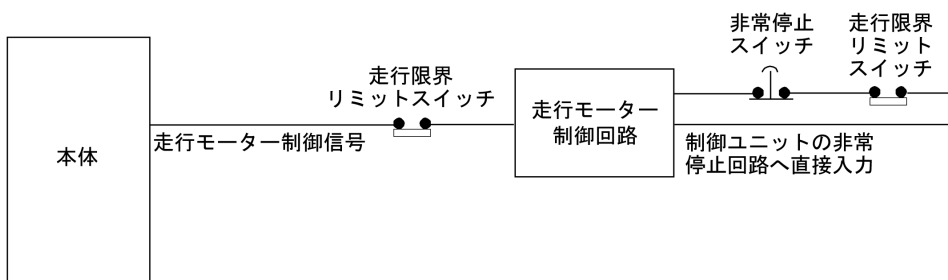 本体
走行モーター制御信号
走行限界
リミットスイッチ
走行モーター
制御回路
非常停止
スイッチ
走行限界
リミット
スイッチ
制御ユニットの非常
停止回路へ直接入力